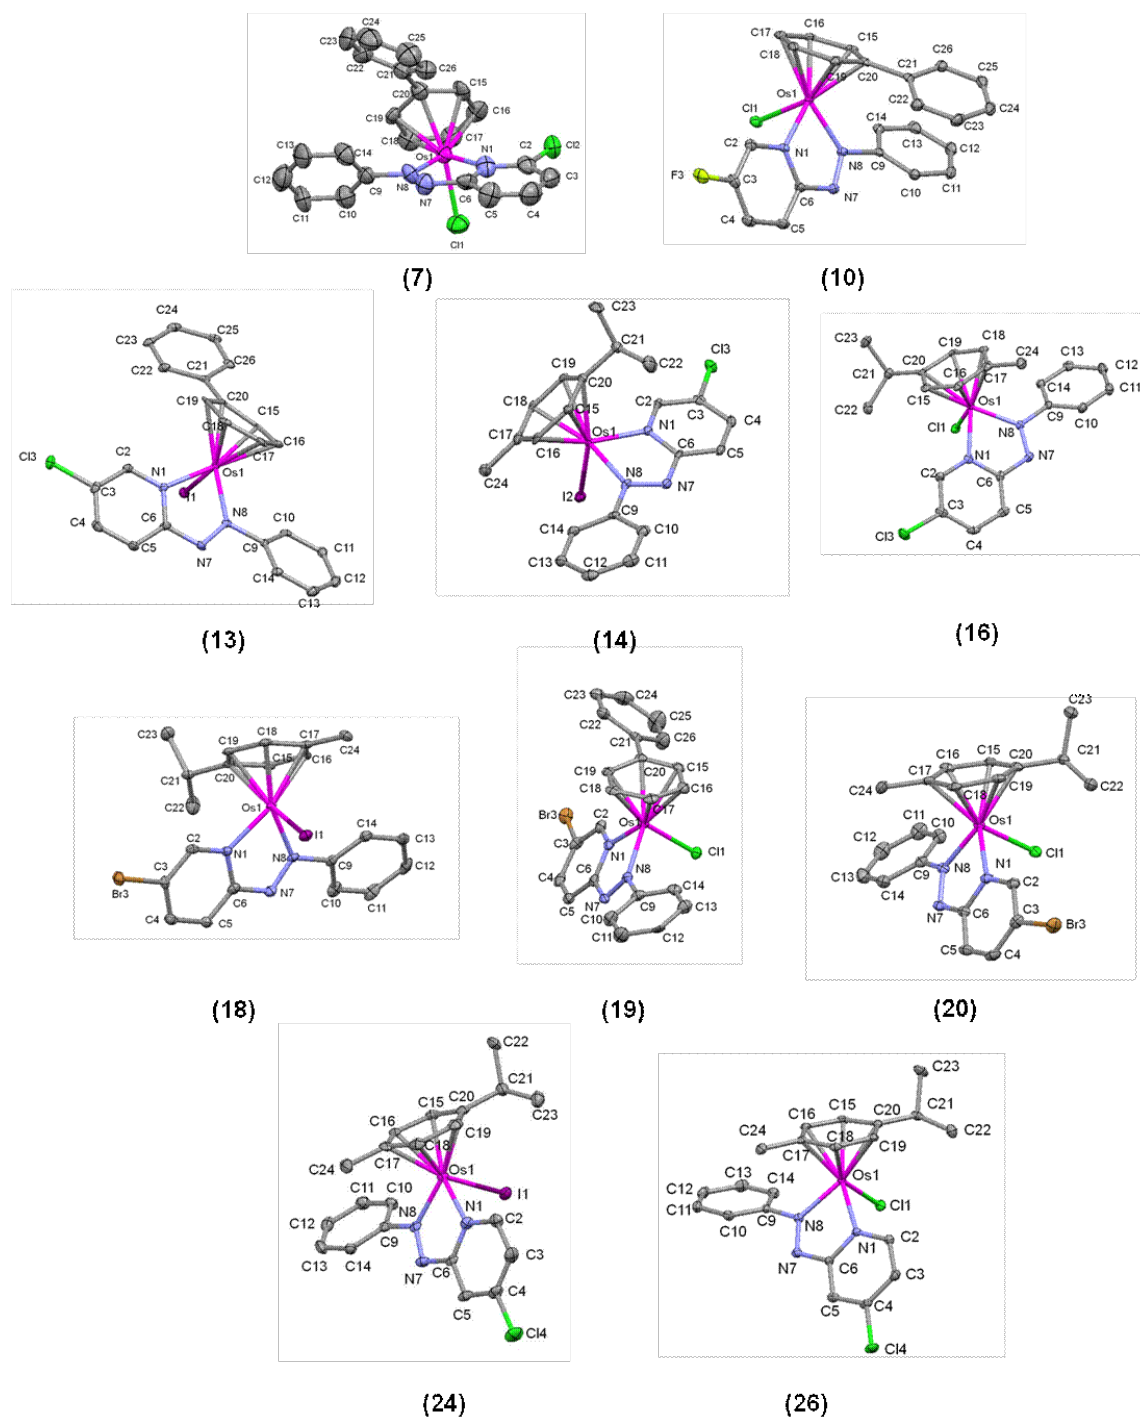 C24
C23
C25
C22
C21
C26
C20
C15
C19
C16
C18
C17
C13
C14
Os1
N1
C2
Cl2
C12
C9
N8
C3
N7
C6
C11
C10
C5
C4
Cl1
(7)
C16
C17
C15
C18
C26
C21
C25
C19
C20
Os1
C22
C24
Cl1
C14
C23
C2
C13
N1
N8
C12
F3
C3
C9
C6
N7
C10
C11
C4
C5
(10)
C24
C25
C23
C22
C21
C26
C19
C20
C15
C18
C16
Cl3
C2
C17
N1
Os1
C3
I1
C4
C6
N8
C10
C5
C9
C11
N7
C14
C12
C13
(13)
C23
C21
Cl3
C19
C22
C20
C18
C15
C2
C3
C4
Os1
N1
C17
C16
C6
C5
C24
N8
N7
I2
C9
C14
C10
C13
C12
C11
(14)
C23
C19
C18
C20
C24
C13
C16
C12
C21
C17
C14
C15
Os1
C11
C22
C9
Cl1
C10
N8
N1
N7
C2
C6
C3
C5
Cl3
C4
(16)
C23
C18
C17
C19
C24
C15
C16
C21
C20
C22
Os1
I1
C2
C14
C13
N1
N8
C9
C12
C3
Br3
C6
N7
C10
C11
C4
C5
(18)
C23
C24
C22
C25
C21
C26
C19
C20
C15
C18
C16
Br3
C2
C17
Os1
C3
N1
Cl1
C6
N8
C4
C14
N7
C9
C5
C13
C10
C11
C12
(19)
C23
C15
C20
C16
C21
C17
C24
C18
C19
C22
C11
Os1
C12
C10
Cl1
C9
N8
N1
C13
C14
C2
N7
C6
C3
Br3
C5
C4
(20)
C22
C21
C15
C20
C23
C16
C19
C18
C17
C24
Os1
C11
C10
I1
N8
N1
C2
C12
C9
C13
C14
N7
C6
C3
C4
C5
Cl4
(24)
C23
C15
C20
C16
C21
C24
C18
C19
C22
C17
C13
Os1
C12
C14
Cl1
C11
C9
N8
C10
N1
C2
N7
C6
C3
C5
C4
Cl4
(26)